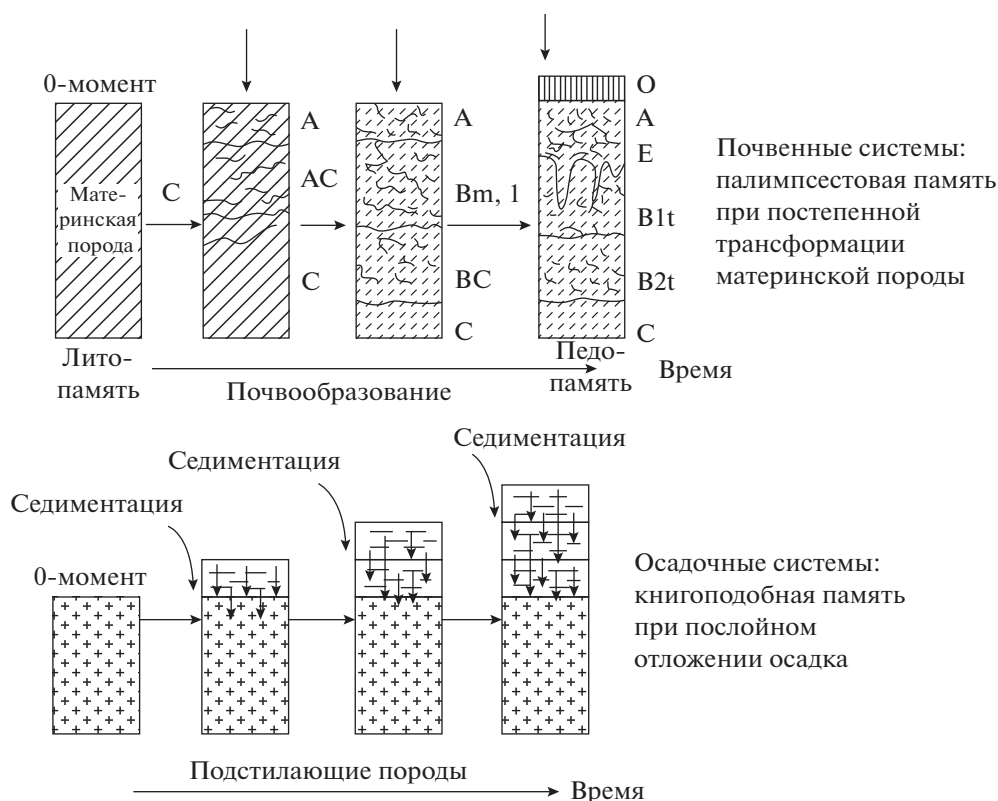 0-момент
Мате-
ринская
порода
C
A
AC
C
A
Bm, 1
BC
C
O
A
E
B1t
B2t
C
Почвенные системы:
палимпсестовая память
при постепенной
трансформации
материнской породы
Лито-
память
Почвообразование
Педо-
память
Время
Седиментация
Седиментация
Седиментация
0-момент
Осадочные системы:
книгоподобная память
при послойном
отложении осадка
Подстилающие породы
Время